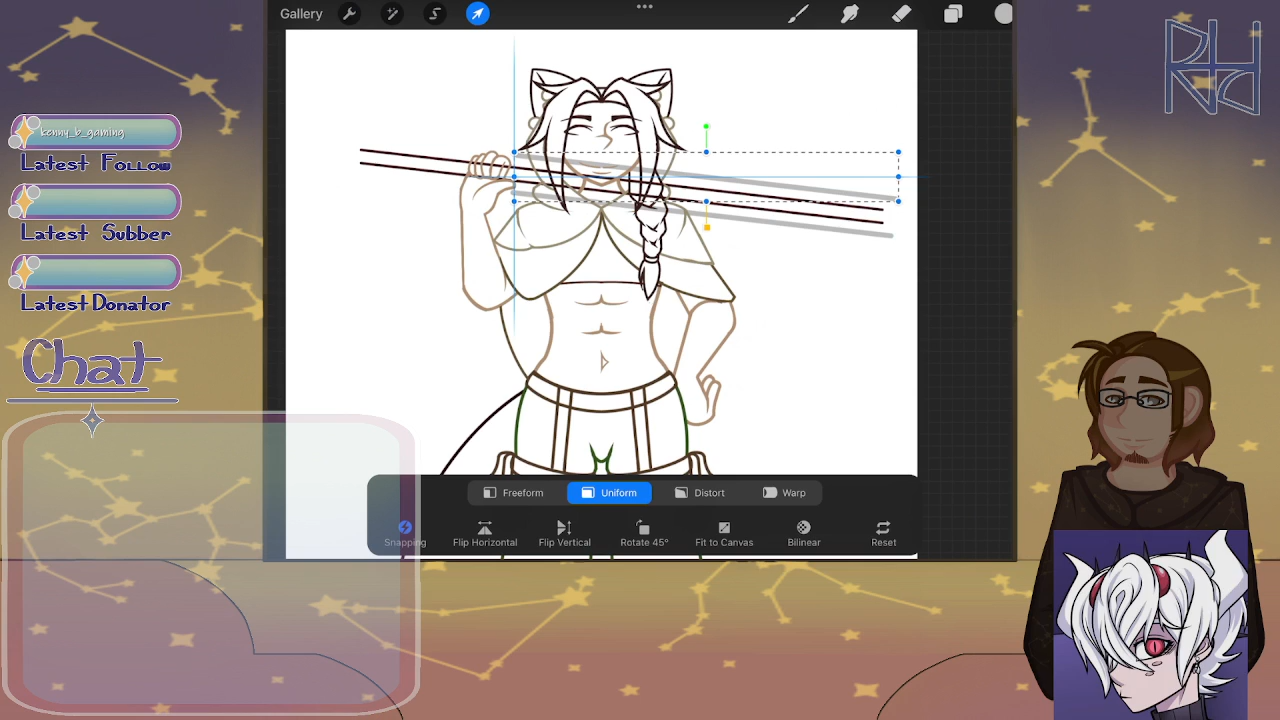 Gallery
kenny_b_gaming
Latest Follow
Latest Subber
Latest Donator
Chat
Freeform
Uniform
Distort
Warp
Snapping
Flip Horizontal
Flip Vertical
Rotate 45°
Fit to Canvas
Bilinear
Reset